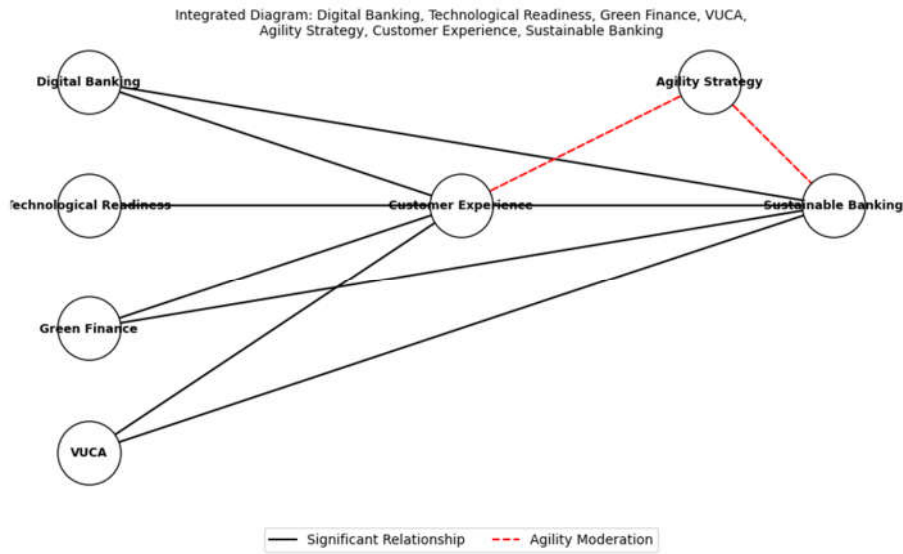 Integrated Diagram: Digital Banking, Technological Readiness, Green Finance, VUCA,
Agility Strategy, Customer Experience, Sustainable Banking
Digital Banking
Agility Strategy
Technological Readiness
Customer Experience
Sustainable Banking
Green Finance
VUCA
Significant Relationship
Agility Moderation